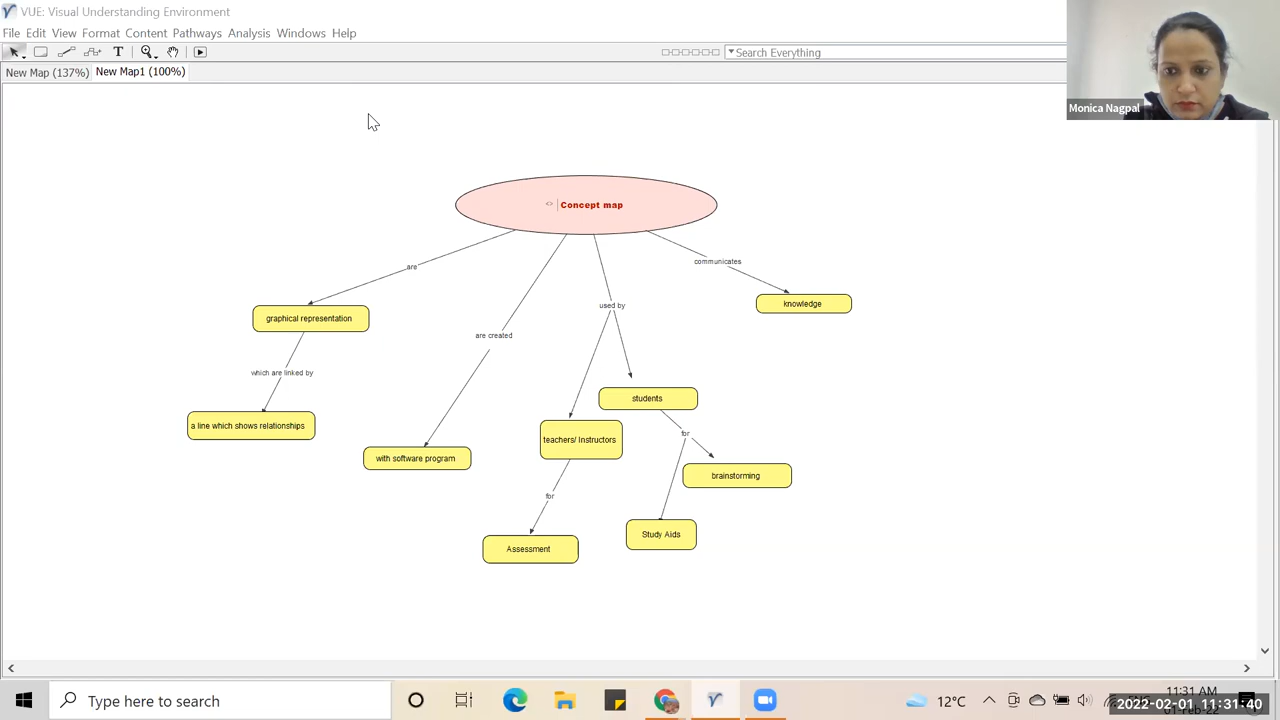 VUE: Visual Understanding Environment
File Edit View Format Content Pathways Analysis Windows Help
Search Everything
New Map (137%) New Map1 (100%)
Monica Nagpal
Concept map
are
communicates
used by
knowledge
graphical representation
are created
which are linked by
students
a line which shows relationships
for
teachers/ Instructors
with software program
brainstorming
for
Study Aids
Assessment
Type here to search
12°C
11:31 AM
2022-02-01 11:31:40